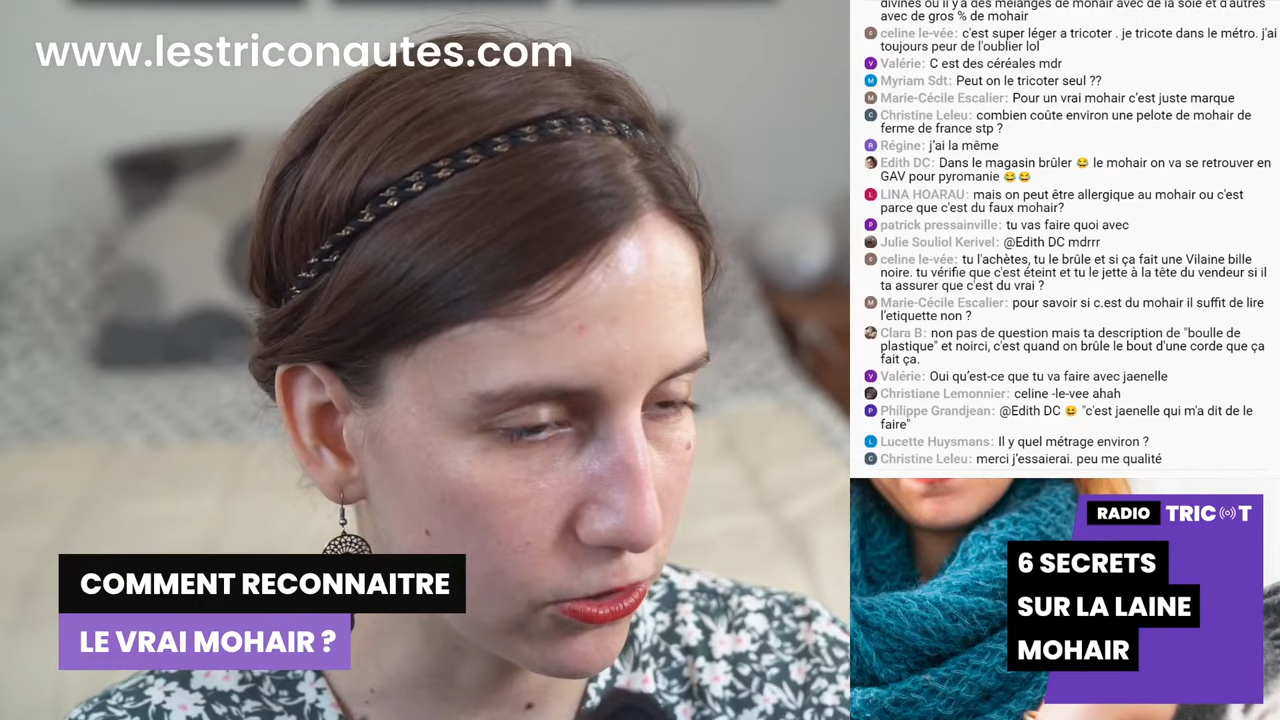 www.lestriconautes.com
COMMENT RECONNAITRE
LE VRAI MOHAIR ?
divines ou il y'a des mélanges de mohair avec de la soie et d'autres
avec de gros % de mohair
celine le-vée: c'est super léger a tricoter . je tricote dans le métro. j'ai
toujours peur de l'oublier lol
Valérie: C est des céréales mdr
Myriam Sdt: Peut on le tricoter seul ??
Marie-Cécile Escalier: Pour un vrai mohair c'est juste marque
Christine Leleu: combien coûte environ une pelote de mohair de
ferme de france stp ?
Régine: j'ai la même
Edith DC: Dans le magasin brûler 😂 le mohair on va se retrouver en
GAV pour pyromanie 😂😂
LINA HOARAU: mais on peut être allergique au mohair ou c'est
parce que c'est du faux mohair?
patrick pressainville: tu vas faire quoi avec
Julie Souliol Kerivel: @Edith DC mdrrr
celine le-vée: tu l'achètes, tu le brûle et si ça fait une Vilaine bille
noire. tu vérifie que c'est éteint et tu le jette à la tête du vendeur si il
ta assurer que c'est du vrai ?
Marie-Cécile Escalier: pour savoir si c.est du mohair il suffit de lire
l'etiquette non ?
Clara B: non pas de question mais ta description de "boulle de
plastique" et noirci, c'est quand on brûle le bout d'une corde que ça
fait ça.
Valérie: Oui qu'est-ce que tu va faire avec jaenelle
Christiane Lemonnier: celine -le-vee ahah
Philippe Grandjean: @Edith DC 😆 "c'est jaenelle qui m'a dit de le
faire"
Lucette Huysmans: Il y quel métrage environ ?
Christine Leleu: merci j'essaierai. peu me qualité
RADIO TRICOT
6 SECRETS
SUR LA LAINE
MOHAIR